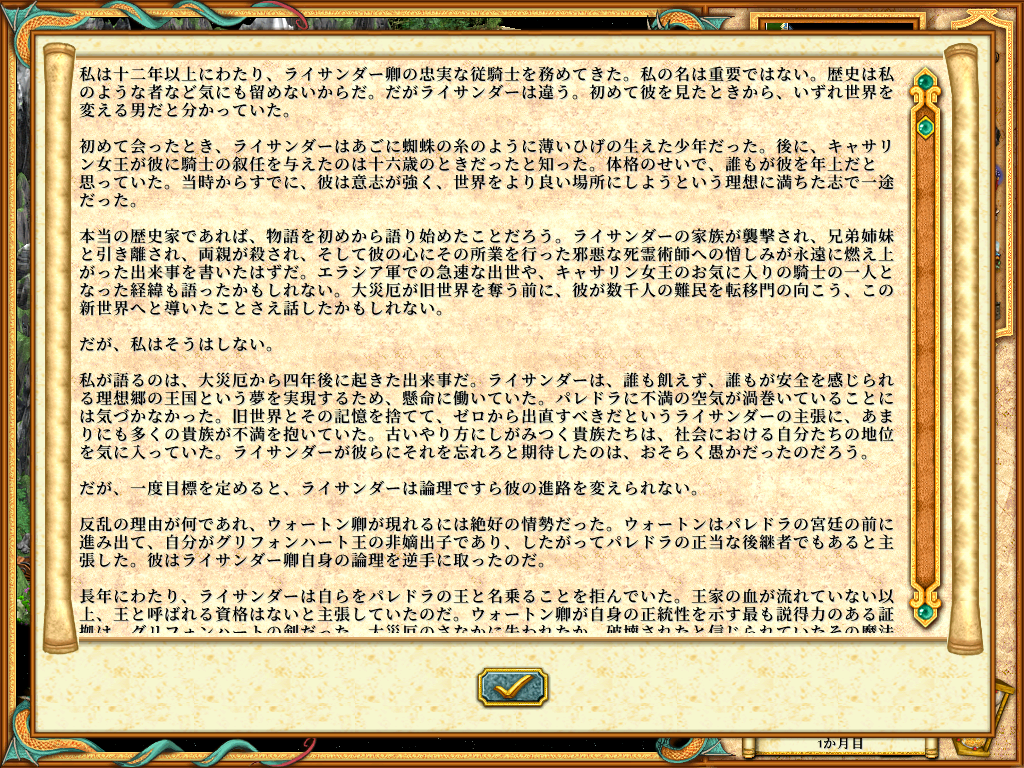 私は十二年以上にわたり、ライサンダー卿の忠実な従騎士を務めてきた。私の名は重要ではない。歴史は私
のような者など気にも留めないからだ。だがライサンダーは違う。初めて彼を見たときから、いずれ世界を
変える男だと分かっていた。
初めて会ったとき、ライサンダーはあごに蜘蛛の糸のように薄いひげの生えた少年だった。後に、キャサリ
ン女王が彼に騎士の叙任を与えたのは十六歳のときだったと知った。体格のせいで、誰もが彼を年上だと
思っていた。当時からすでに、彼は意志が強く、世界をより良い場所にしようという理想に満ちた志で一途
だった。
本当の歴史家であれば、物語を初めから語り始めたことだろう。ライサンダーの家族が襲撃され、兄弟姉妹
と引き離され、両親が殺され、そして彼の心にその所業を行った邪悪な死霊術師への憎しみが永遠に燃え上
がった出来事を書いたはずだ。エラシア軍での急速な出世や、キャサリン女王のお気に入りの騎士の一人と
なった経緯も語ったかもしれない。大災厄が旧世界を奪う前に、彼が数千人の難民を転移門の向こう、この
新世界へと導いたことさえ話したかもしれない。
だが、私はそうはしない。
私が語るのは、大災厄から四年後に起きた出来事だ。ライサンダーは、誰も飢えず、誰もが安全を感じられ
る理想郷の王国という夢を実現するため、懸命に働いていた。パレドラに不満の空気が渦巻いていることに
は気づかなかった。旧世界とその記憶を捨てて、ゼロから出直すべきだというライサンダーの主張に、あま
りにも多くの貴族が不満を抱いていた。古いやり方にしがみつく貴族たちは、社会における自分たちの地位
を気に入っていた。ライサンダーが彼らにそれを忘れろと期待したのは、おそらく愚かだったのだろう。
だが、一度目標を定めると、ライサンダーは論理ですら彼の進路を変えられない。
反乱の理由が何であれ、ウォートン卿が現れるには絶好の情勢だった。ウォートンはパレドラの宮廷の前に
進み出て、自分がグリフォンハート王の非嫡出子であり、したがってパレドラの正当な後継者でもあると主
張した。彼はライサンダー卿自身の論理を逆手に取ったのだ。
長年にわたり、ライサンダーは自らをパレドラの王と名乗ることを拒んでいた。王家の血が流れていない以
上、王と呼ばれる資格はないと主張していたのだ。ウォートン卿が自身の正統性を示す最も説得力のある証
拠は、グリフォンハートの剣だった。大災厄のさなかに失われたか、破壊されたと信じられていたその魔法
1か月目